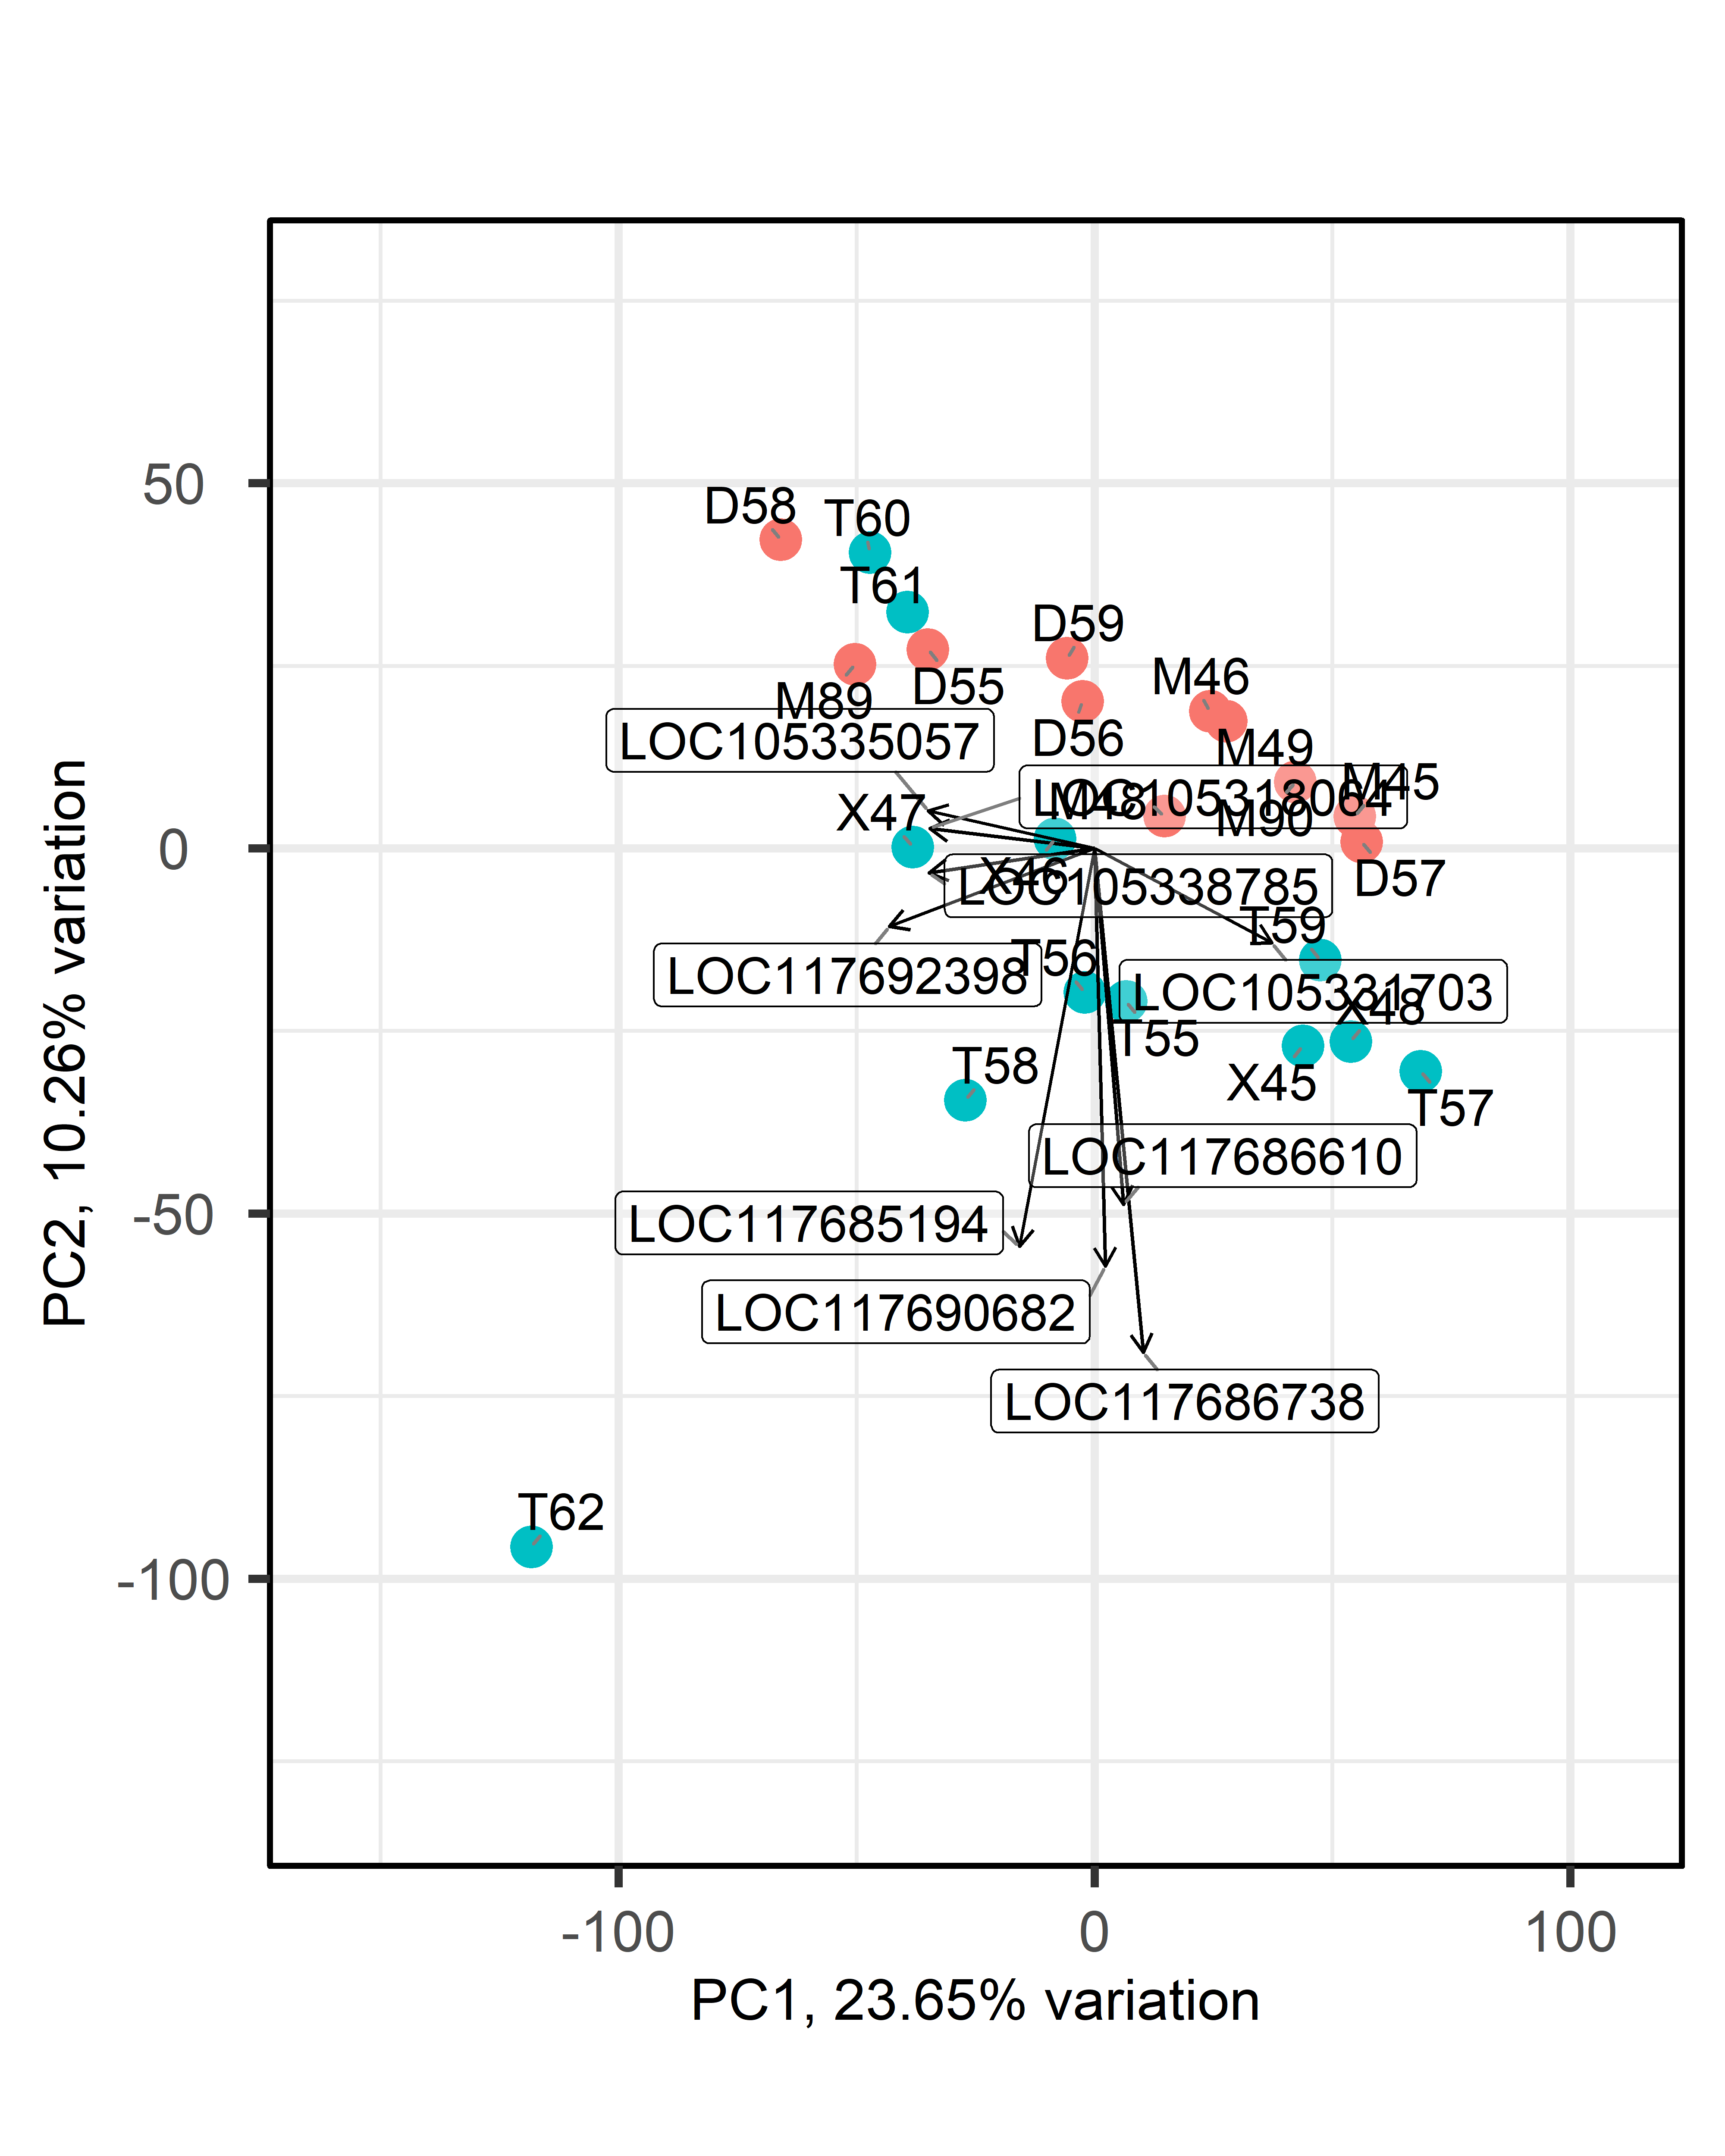 50
0
-50
-100
PC2, 10.26% variation
D58
T60
T61
D59
M46
M89
D55
D56
M49
LOC105335057
M45
LOC105318064
M48
X47
M90
X46
LOC105338785
D57
T59
T56
LOC117692398
LOC105331703
X48
T55
T58
X45
T57
LOC117686610
LOC117685194
LOC117690682
LOC117686738
T62
-100
0
100
PC1, 23.65% variation